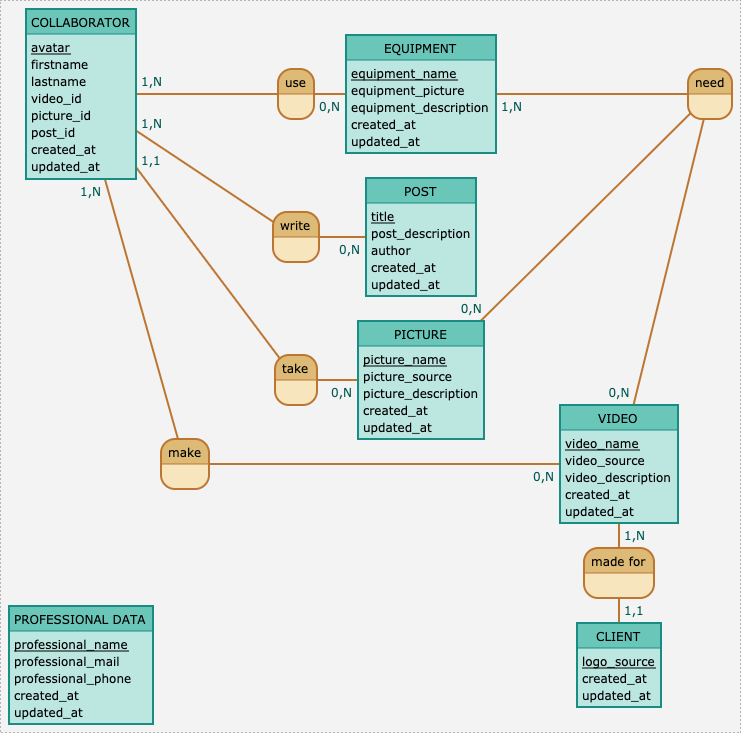 COLLABORATOR
avatar
firstname
lastname
video_id
picture_id
post_id
created_at
updated_at
1,N
1,N
1,1
1,N
use
0,N
EQUIPMENT
equipment_name
equipment_picture
equipment_description
created_at
updated_at
1,N
need
write
0,N
POST
title
post_description
author
created_at
updated_at
0,N
take
0,N
PICTURE
picture_name
picture_source
picture_description
created_at
updated_at
0,N
make
0,N
VIDEO
video_name
video_source
video_description
created_at
updated_at
1,N
made for
1,1
CLIENT
logo_source
created_at
updated_at
PROFESSIONAL DATA
professional_name
professional_mail
professional_phone
created_at
updated_at